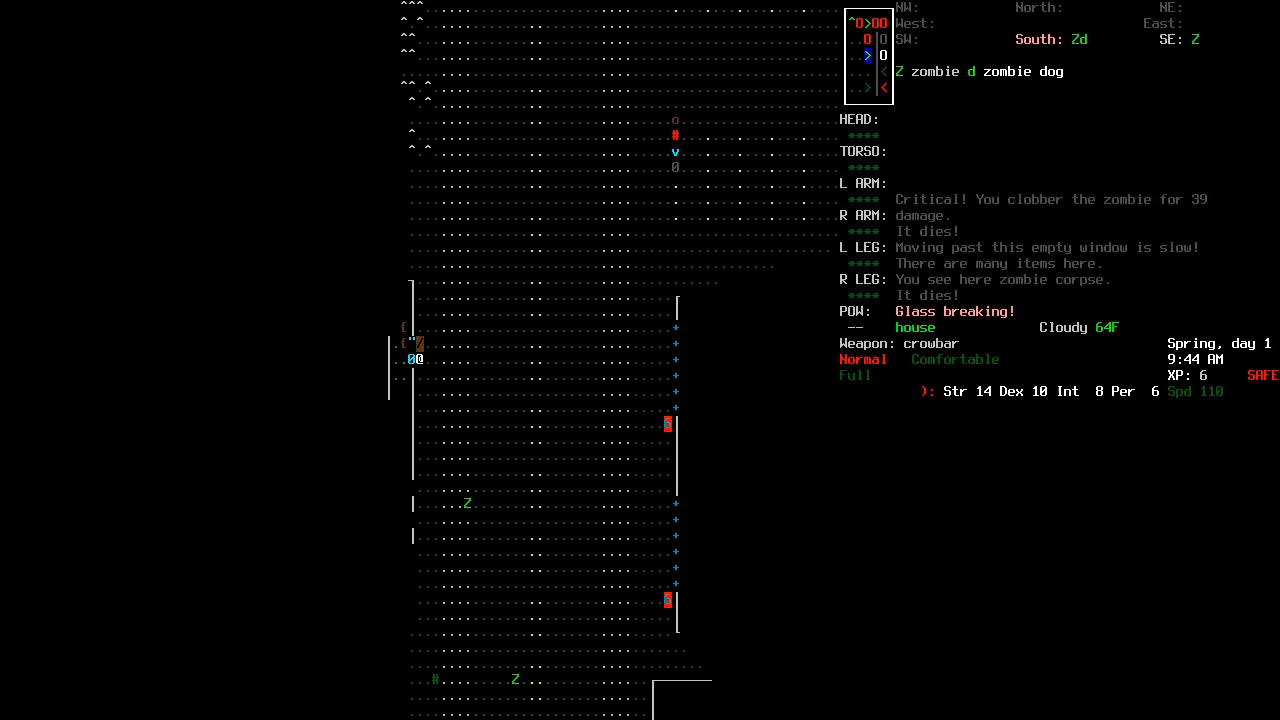 NW: North: NE:
West: East:
SW: South: Zd SE: Z
Z zombie d zombie dog
HEAD:
****
TORSO:
****
L ARM:
**** Critical! You clobber the zombie for 39
R ARM: damage.
**** It dies!
L LEG: Moving past this empty window is slow!
**** There are many items here.
R LEG: You see here zombie corpse.
**** It dies!
POW: Glass breaking!
-- house Cloudy 64F
Weapon: crowbar Spring, day 1
Normal Comfortable 9:44 AM
Full XP: 6 SAFE
): Str 14 Dex 10 Int 8 Per 6 Spd 110